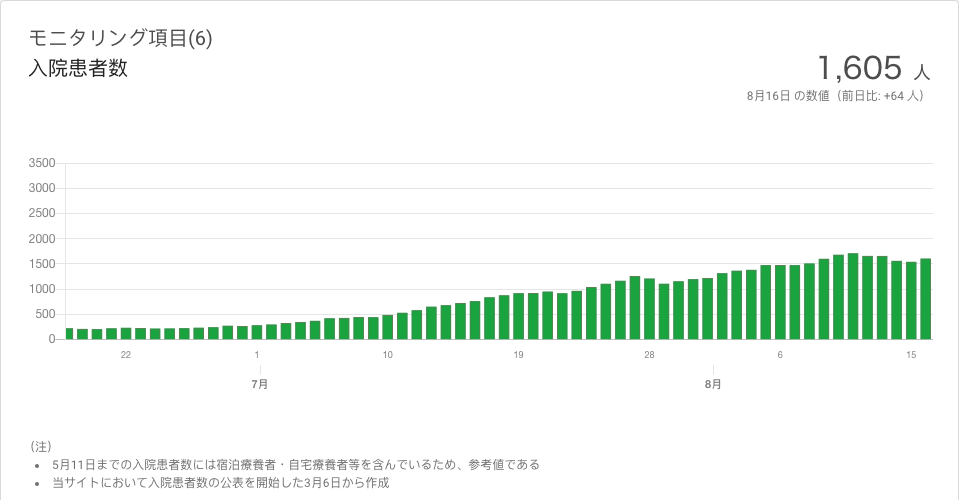 モニタリング項目(6)
入院患者数
1,605 人
8月16日 の数値（前日比: +64 人）
3500
3000
2500
2000
1500
1000
500
0
22 1 10 19 28 6 15
7月 8月
（注）
• 5月11日までの入院患者数には宿泊療養者・自宅療養者等を含んでいるため、参考値である
• 当サイトにおいて入院患者数の公表を開始した3月6日から作成